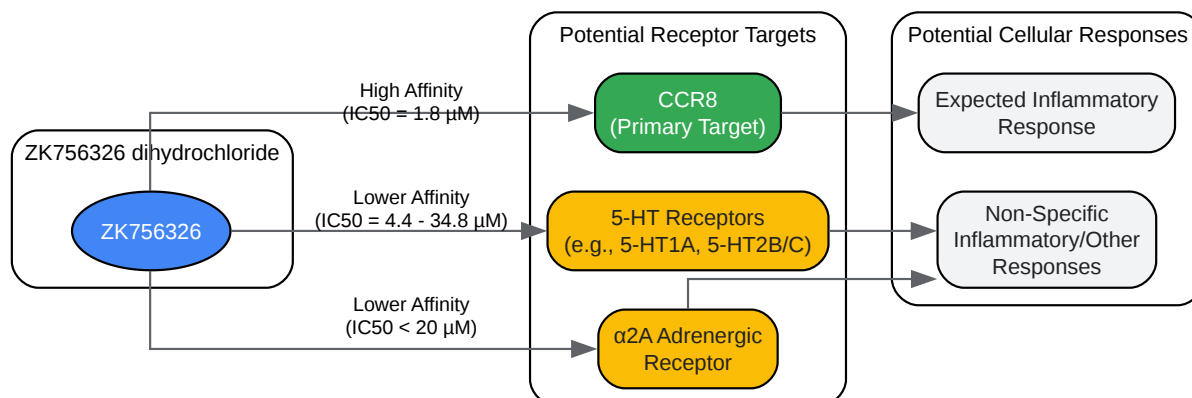 Potential Receptor Targets
Potential Cellular Responses
High Affinity
(IC50 = 1.8 µM)
CCR8
(Primary Target)
Expected Inflammatory
Response
ZK756326 dihydrochloride
ZK756326
Lower Affinity
(IC50 = 4.4 - 34.8 µM)
5-HT Receptors
(e.g., 5-HT1A, 5-HT2B/C)
Non-Specific
Inflammatory/Other
Responses
Lower Affinity
(IC50 < 20 µM)
α2A Adrenergic
Receptor